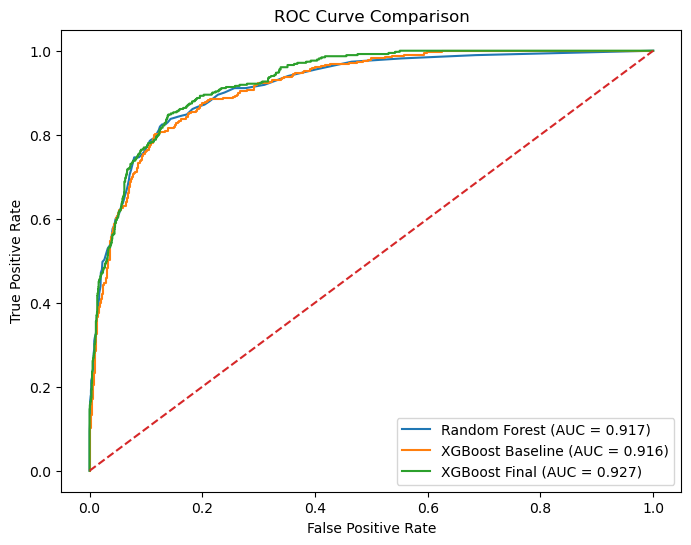 ROC Curve Comparison
1.0
0.8
0.6
0.4
0.2
0.0
True Positive Rate
0.0 0.2 0.4 0.6 0.8 1.0
False Positive Rate
Random Forest (AUC = 0.917)
XGBoost Baseline (AUC = 0.916)
XGBoost Final (AUC = 0.927)